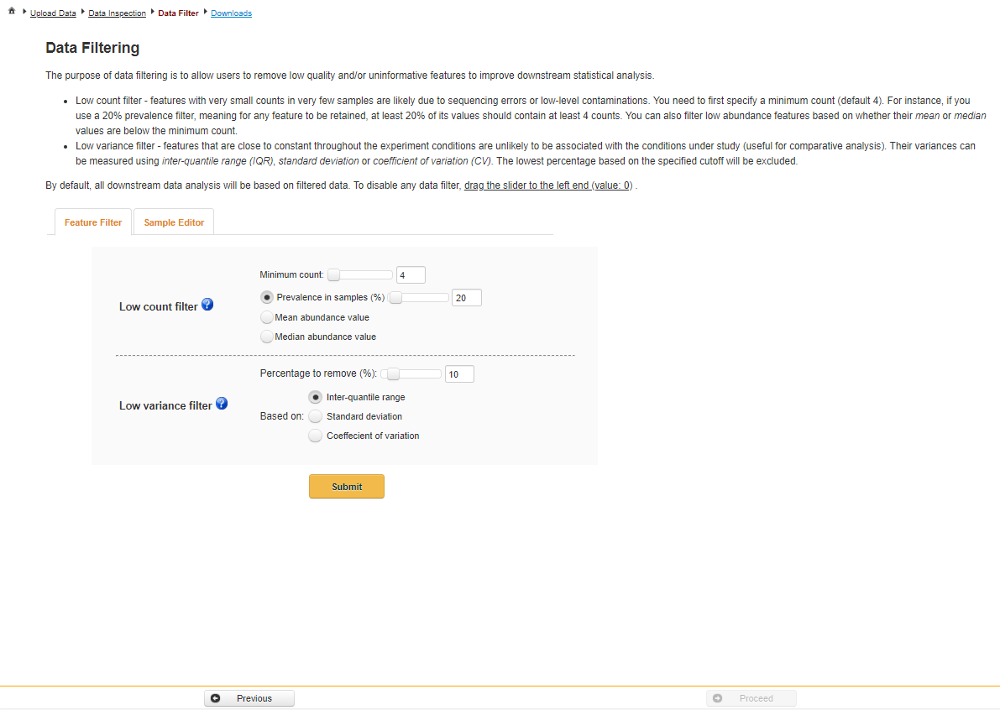 Upload Data Data Inspection Data Filter Downloads
Data Filtering
The purpose of data filtering is to allow users to remove low quality and/or uninformative features to improve downstream statistical analysis.
• Low count filter - features with very small counts in very few samples are likely due to sequencing errors or low-level contaminations. You need to first specify a minimum count (default 4). For instance, if you
use a 20% prevalence filter, meaning for any feature to be retained, at least 20% of its values should contain at least 4 counts. You can also filter low abundance features based on whether their mean or median
values are below the minimum count.
• Low variance filter - features that are close to constant throughout the experiment conditions are unlikely to be associated with the conditions under study (useful for comparative analysis). Their variances can
be measured using inter-quantile range (IQR), standard deviation or coefficient of variation (CV). The lowest percentage based on the specified cutoff will be excluded.
By default, all downstream data analysis will be based on filtered data. To disable any data filter, drag the slider to the left end (value: 0) .
Feature Filter Sample Editor
Minimum count: 4
Prevalence in samples (%) 20
Low count filter ?
Mean abundance value
Median abundance value
Percentage to remove (%): 10
Inter-quantile range
Low variance filter ?
Based on: Standard deviation
Coeffecient of variation
Submit
Previous Proceed